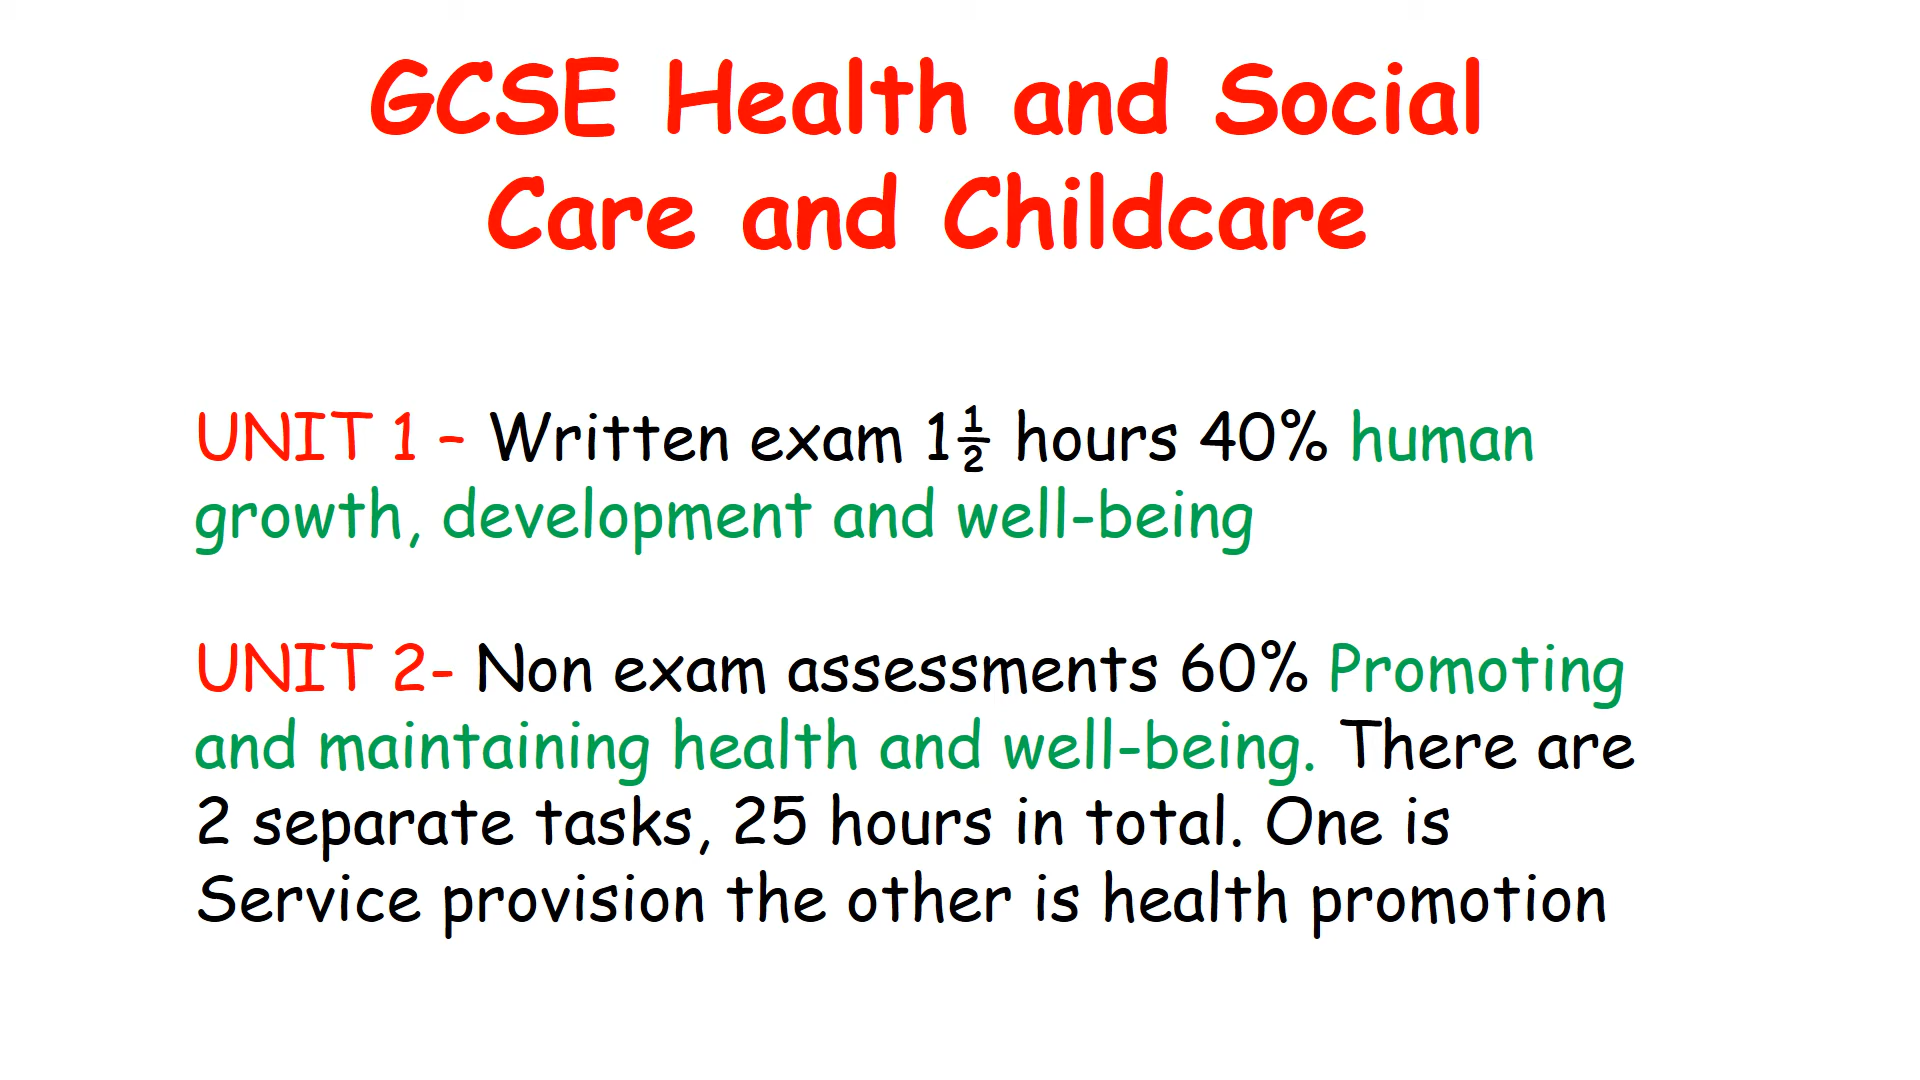 GCSE Health and Social
Care and Childcare
UNIT 1 – Written exam 1½ hours 40% human
growth, development and well-being
UNIT 2- Non exam assessments 60% Promoting
and maintaining health and well-being. There are
2 separate tasks, 25 hours in total. One is
Service provision the other is health promotion